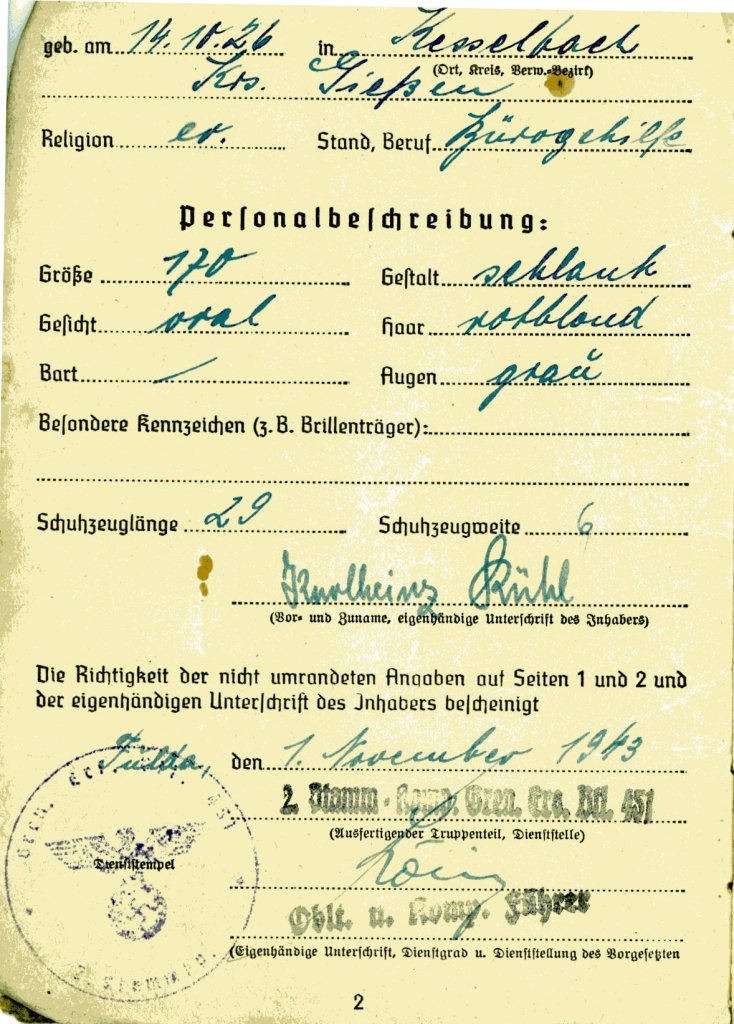 geb. am 14.10.26 in Kesselbach
(Ort, Kreis, Verw.-Bezirk)
Krs. Gießen
Religion ev. Stand, Beruf Bürogehilfe
Personalbeschreibung:
Größe 170 Gestalt schlank
Gesicht oval Haar rotblond
Bart — Augen grau
Besondere Kennzeichen (z.B. Brillenträger):
Schuhzeuglänge 29 Schuhzeugweite 6
Karlheinz Rühl
(Vor- und Zuname, eigenhändige Unterschrift des Inhabers)
Die Richtigkeit der nicht umrandeten Angaben auf Seiten 1 und 2 und
der eigenhändigen Unterschrift des Inhabers bescheinigt
Fulda, den 1. November 1943
2. Stamm-Komp. Gren. Ers. Btl. 451
(Ausfertigender Truppenteil, Dienststelle)
Dienststempel
Oblt. u. Komp. Führer
(Eigenhändige Unterschrift, Dienstgrad u. Dienststellung des Vorgesetzten
2